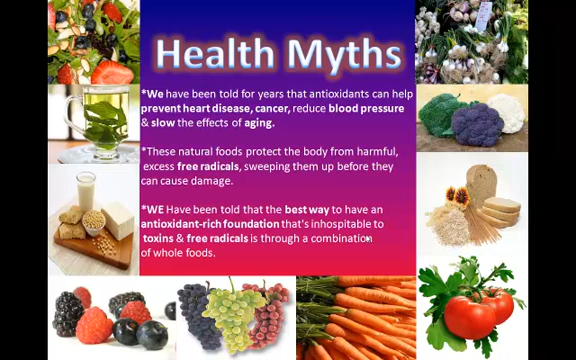 Health Myths
*We have been told for years that antioxidants can help
prevent heart disease, cancer, reduce blood pressure
& slow the effects of aging.
*These natural foods protect the body from harmful,
excess free radicals, sweeping them up before they
can cause damage.
*WE Have been told that the best way to have an
antioxidant-rich foundation that's inhospitable to
toxins & free radicals is through a combination
of whole foods.